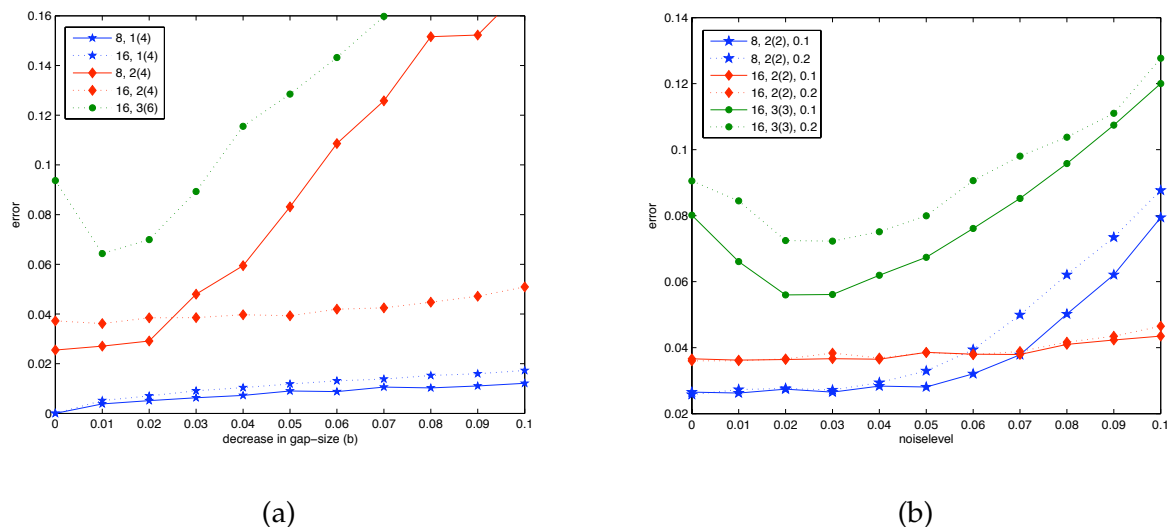 0.16
0.14
0.12
0.1
0.08
0.06
0.04
0.02
0
error
8, 1(4)
16, 1(4)
8, 2(4)
16, 2(4)
16, 3(6)
0 0.01 0.02 0.03 0.04 0.05 0.06 0.07 0.08 0.09 0.1
decrease in gap−size (b)
(a)
0.14
0.12
0.1
0.08
0.06
0.04
0.02
error
8, 2(2), 0.1
8, 2(2), 0.2
16, 2(2), 0.1
16, 2(2), 0.2
16, 3(3), 0.1
16, 3(3), 0.2
0 0.01 0.02 0.03 0.04 0.05 0.06 0.07 0.08 0.09 0.1
noiselevel
(b)